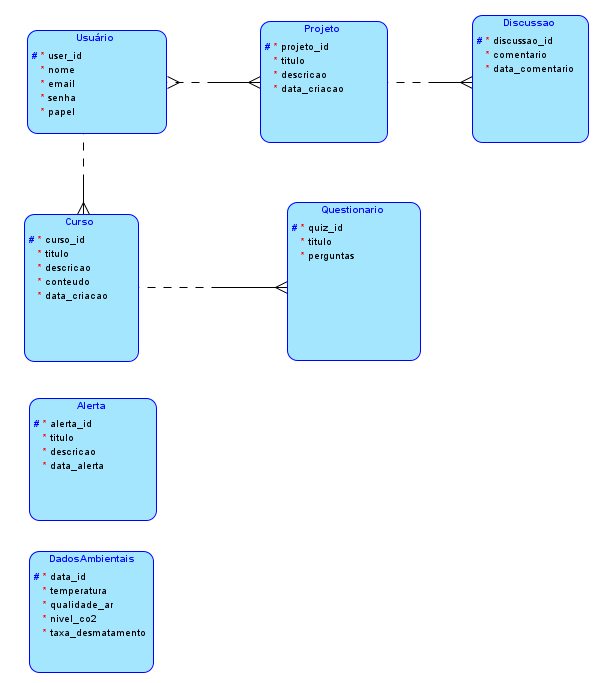 Usuário
# * user_id
* nome
* email
* senha
* papel
Projeto
# * projeto_id
* titulo
* descricao
* data_criacao
Discussao
# * discussao_id
* comentario
* data_comentario
Curso
# * curso_id
* titulo
* descricao
* conteudo
* data_criacao
Questionario
# * quiz_id
* titulo
* perguntas
Alerta
# * alerta_id
* titulo
* descricao
* data_alerta
DadosAmbientais
# * data_id
* temperatura
* qualidade_ar
* nivel_co2
* taxa_desmatamento